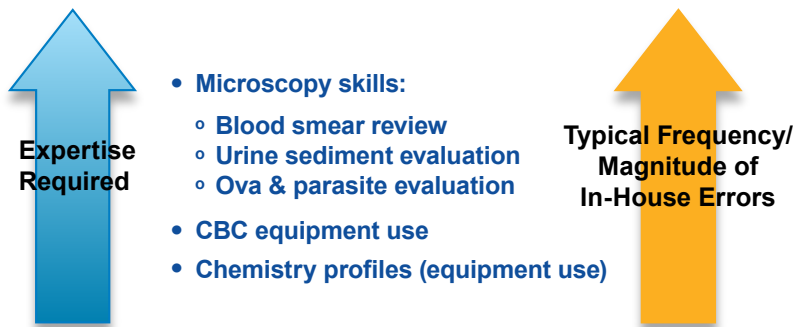 Expertise
Required
• Microscopy skills:
o Blood smear review
o Urine sediment evaluation
o Ova & parasite evaluation
• CBC equipment use
• Chemistry profiles (equipment use)
Typical Frequency/
Magnitude of
In-House Errors